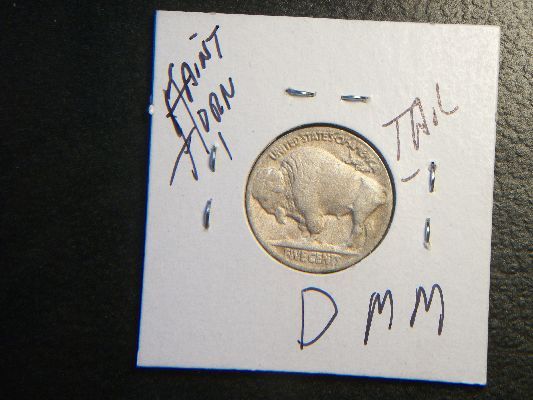 FAINT
HORN
TAIL
UNITED STATES OF AMERICA
FIVE CENTS
D MM